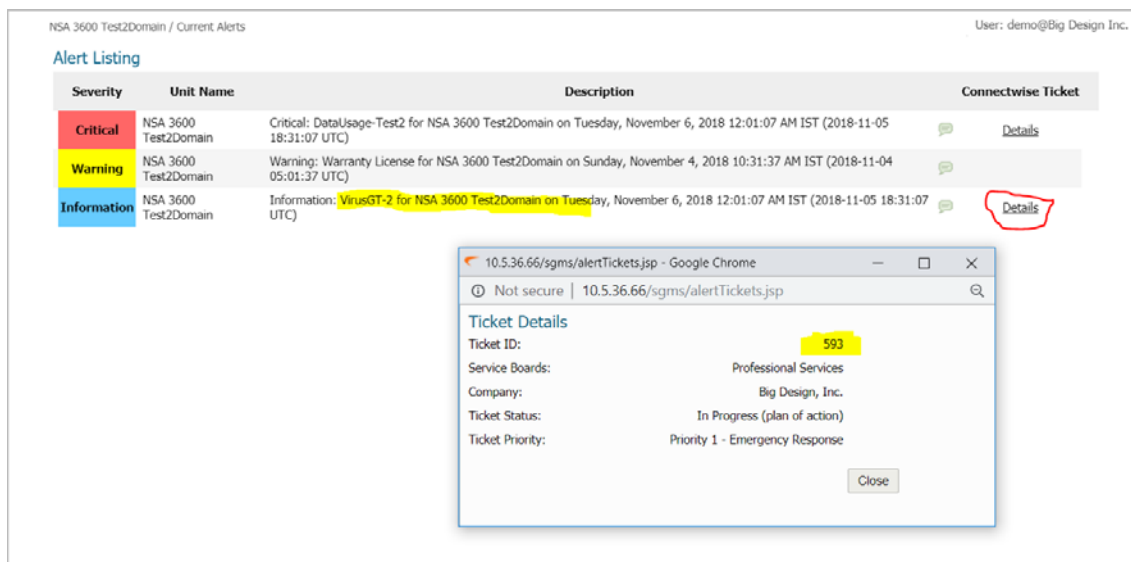 NSA 3600 Test2Domain / Current Alerts
User: demo@Big Design Inc.
Alert Listing
Severity Unit Name Description Connectwise Ticket
Critical
NSA 3600
Test2Domain
Critical: DataUsage-Test2 for NSA 3600 Test2Domain on Tuesday, November 6, 2018 12:01:07 AM IST (2018-11-05
18:31:07 UTC)
Details
Warning
NSA 3600
Test2Domain
Warning: Warranty License for NSA 3600 Test2Domain on Sunday, November 4, 2018 10:31:37 AM IST (2018-11-04
05:01:37 UTC)
Information
NSA 3600
Test2Domain
Information: VirusGT-2 for NSA 3600 Test2Domain on Tuesday, November 6, 2018 12:01:07 AM IST (2018-11-05 18:31:07
UTC)
Details
10.5.36.66/sgms/alertTickets.jsp - Google Chrome
Not secure | 10.5.36.66/sgms/alertTickets.jsp
Ticket Details
Ticket ID: 593
Service Boards: Professional Services
Company: Big Design, Inc.
Ticket Status: In Progress (plan of action)
Ticket Priority: Priority 1 - Emergency Response
Close